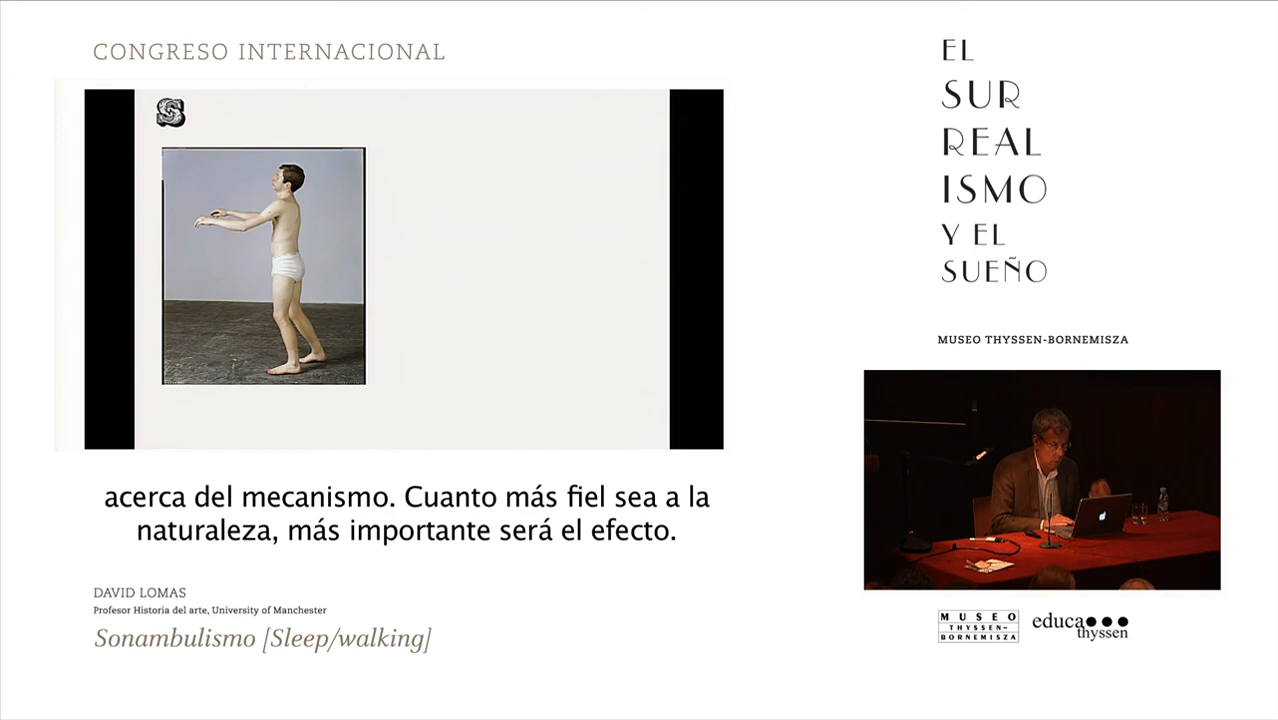 CONGRESO INTERNACIONAL
S
acerca del mecanismo. Cuanto más fiel sea a la
naturaleza, más importante será el efecto.
DAVID LOMAS
Profesor Historia del arte, University of Manchester
Sonambulismo [Sleep/walking]
EL
SUR
REAL
ISMO
Y EL
SUEÑO
MUSEO THYSSEN-BORNEMISZA
MUSEO
THYSSEN-
BORNEMISZA
educa
thyssen